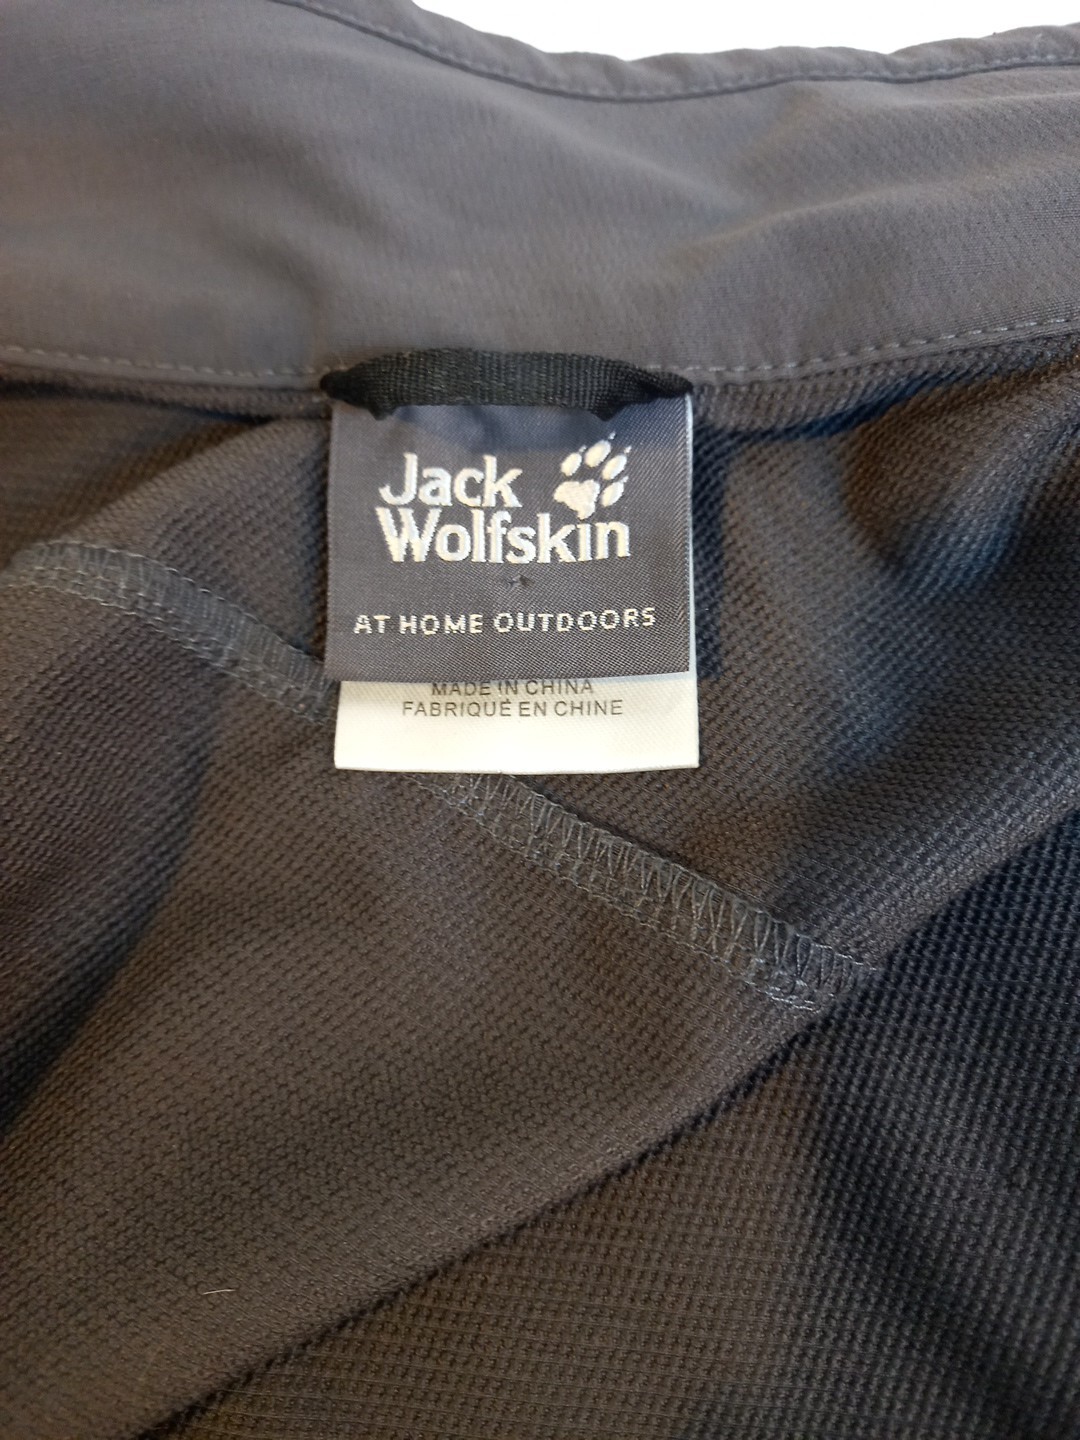 Jack
Wolfskin
AT HOME OUTDOORS
MADE IN CHINA
FABRIQUÉ EN CHINE